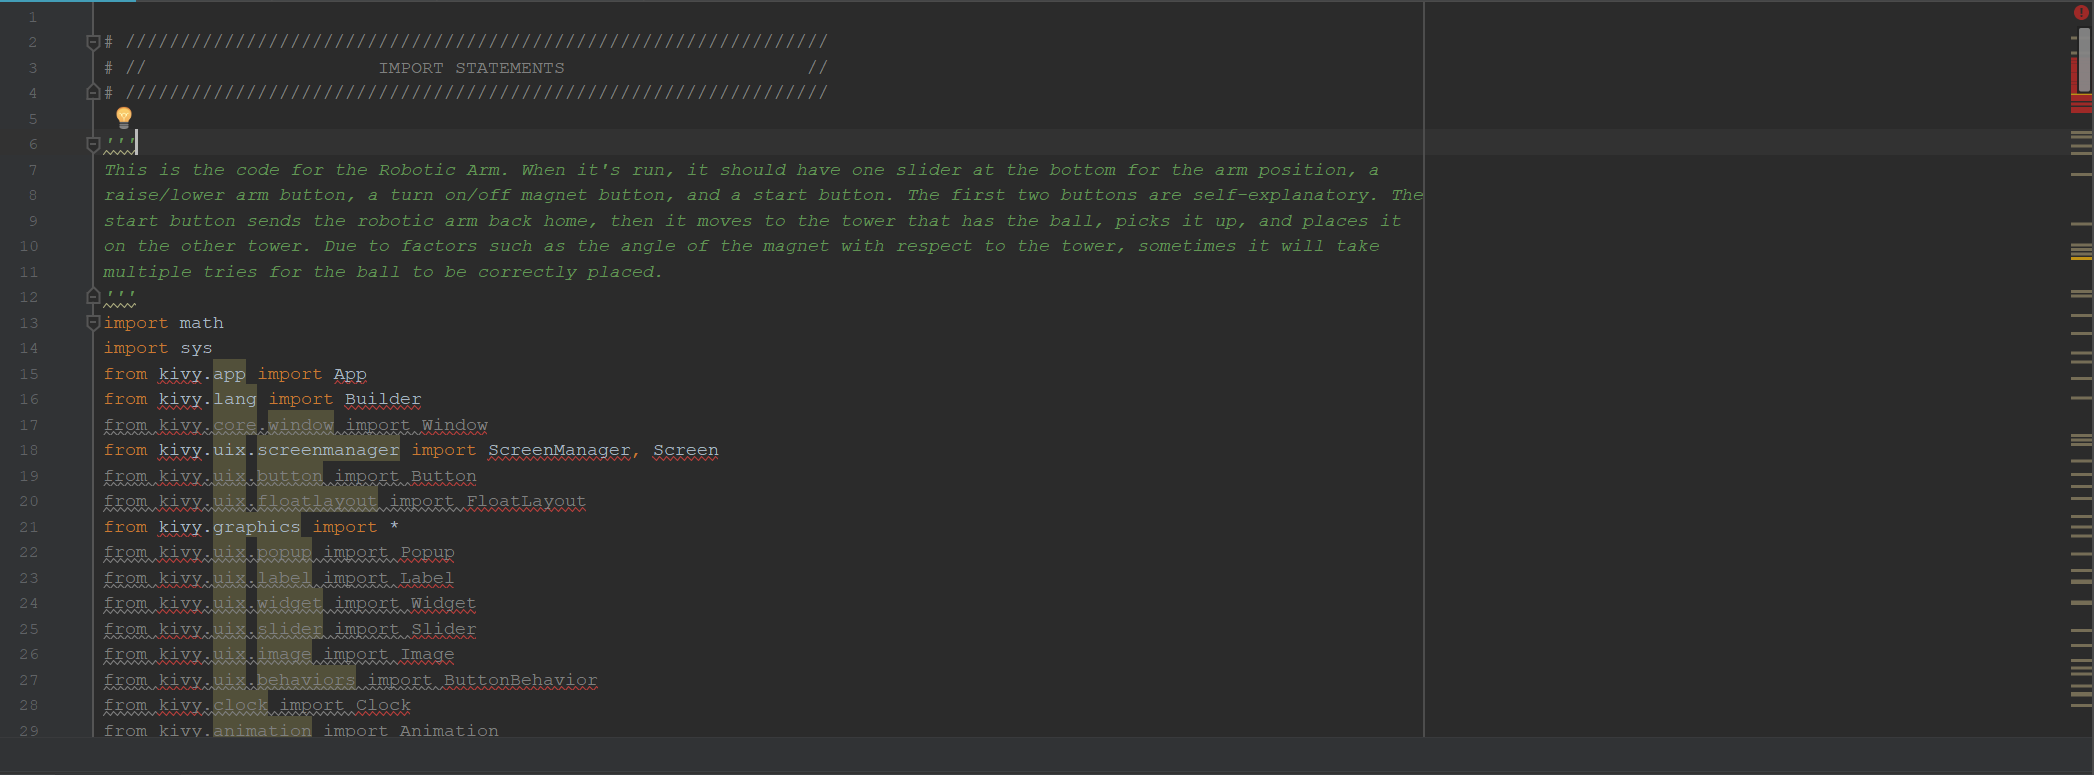 1
2 # ////////////////////////////////////////////////////////////////
3 # //                     IMPORT STATEMENTS                      //
4 # ////////////////////////////////////////////////////////////////
5
6 '''
7 This is the code for the Robotic Arm. When it's run, it should have one slider at the bottom for the arm position, a
8 raise/lower arm button, a turn on/off magnet button, and a start button. The first two buttons are self-explanatory. The
9 start button sends the robotic arm back home, then it moves to the tower that has the ball, picks it up, and places it
10 on the other tower. Due to factors such as the angle of the magnet with respect to the tower, sometimes it will take
11 multiple tries for the ball to be correctly placed.
12 '''
13 import math
14 import sys
15 from kivy.app import App
16 from kivy.lang import Builder
17 from kivy.core.window import Window
18 from kivy.uix.screenmanager import ScreenManager, Screen
19 from kivy.uix.button import Button
20 from kivy.uix.floatlayout import FloatLayout
21 from kivy.graphics import *
22 from kivy.uix.popup import Popup
23 from kivy.uix.label import Label
24 from kivy.uix.widget import Widget
25 from kivy.uix.slider import Slider
26 from kivy.uix.image import Image
27 from kivy.uix.behaviors import ButtonBehavior
28 from kivy.clock import Clock
29 from kivy.animation import Animation